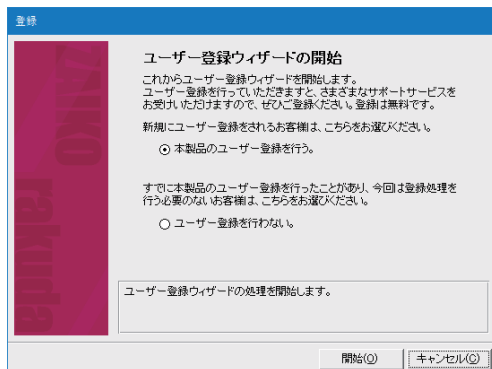 登録
ユーザー登録ウィザードの開始
これからユーザー登録ウィザードを開始します。
ユーザー登録を行っていただきますと、さまざまなサポートサービスを
お受けいただけますので、ぜひご登録ください。登録は無料です。
新規にユーザー登録をされるお客様は、こちらをお選びください。
本製品のユーザー登録を行う。
すでに本製品のユーザー登録を行ったことがあり、今回は登録処理を
行う必要のないお客様は、こちらをお選びください。
ユーザー登録を行わない。
rakuda
ユーザー登録ウィザードの処理を開始します。
開始(O)
キャンセル(C)